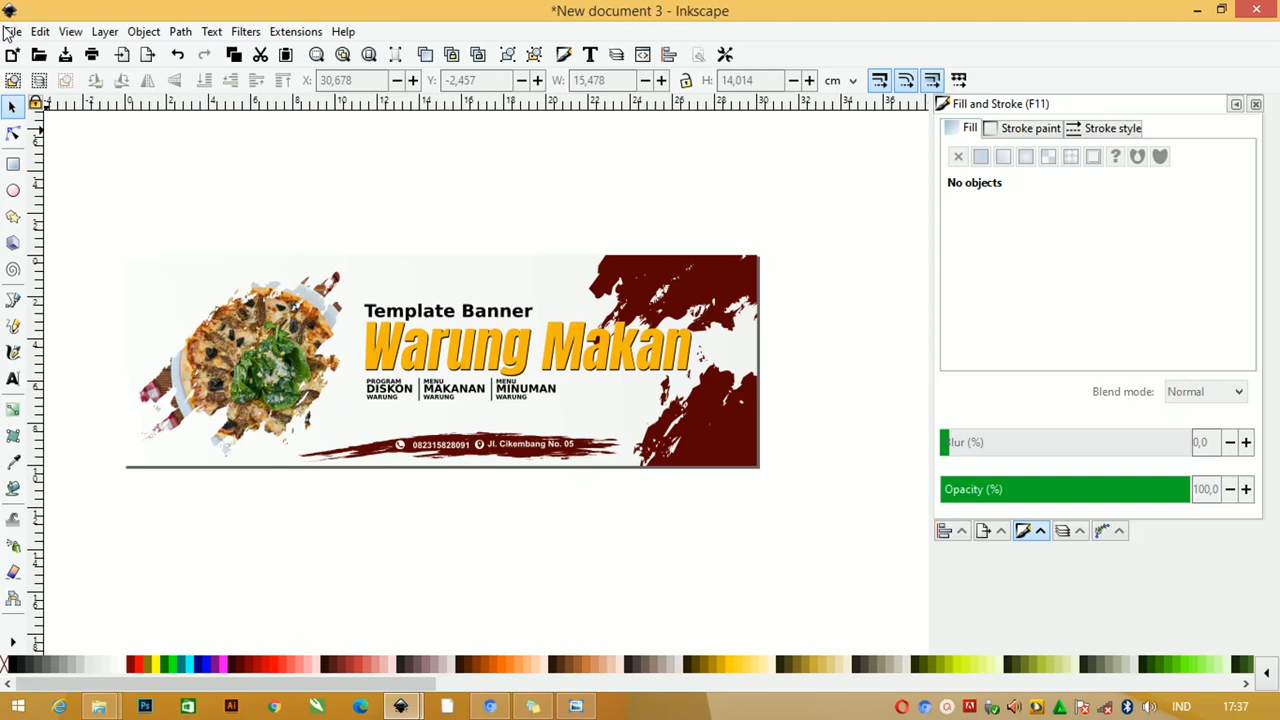 *New document 3 - Inkscape
File Edit View Layer Object Path Text Filters Extensions Help
X: 30,678 Y: -2,457 W: 15,478 H: 14,014 cm
Fill and Stroke (F11)
Fill Stroke paint Stroke style
No objects
Template Banner
Warung Makan
PROGRAM
DISKON
WARUNG
MENU
MAKANAN
WARUNG
MENU
MINUMAN
WARUNG
082315828091 Jl. Cikembang No. 05
Blend mode: Normal
Blur (%) 0,0
Opacity (%) 100,0
IND 17:37